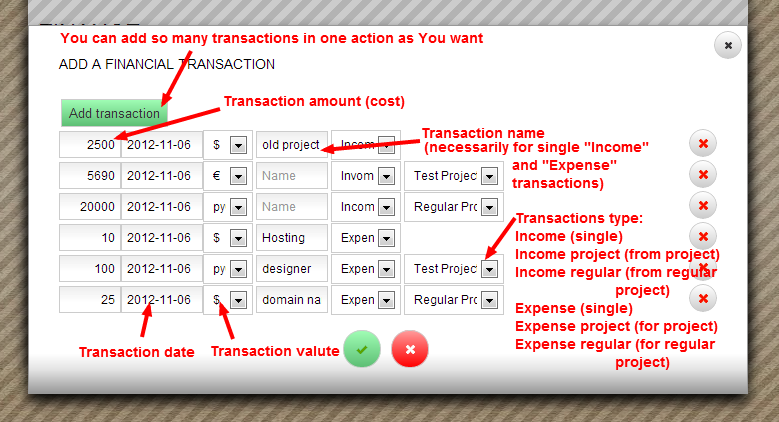 You can add so many transactions in one action as You want
ADD A FINANCIAL TRANSACTION
Add transaction
Transaction amount (cost)
Transaction name
(necessarily for single "Income"
and "Expense"
transactions)
2500 2012-11-06 $ old project Incom
5690 2012-11-06 € Name Invom Test Projec
20000 2012-11-06 ру Name Incom Regular Prc
10 2012-11-06 $ Hosting Expen
100 2012-11-06 ру designer Expen Test Projec
25 2012-11-06 $ domain na Expen Regular Prc
Transactions type:
Income (single)
Income project (from project)
Income regular (from regular
project)
Expense (single)
Expense project (for project)
Expense regular (for regular
project)
Transaction date
Transaction valute